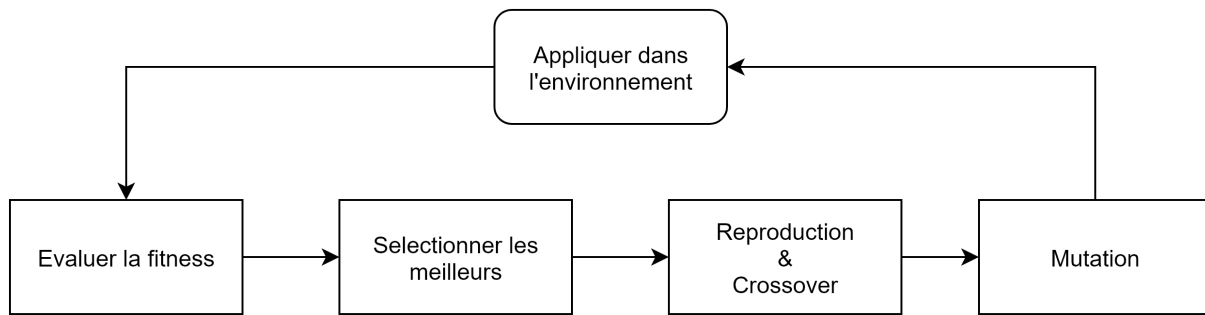 Appliquer dans
l'environnement
Evaluer la fitness
Selectionner les
meilleurs
Reproduction
&
Crossover
Mutation